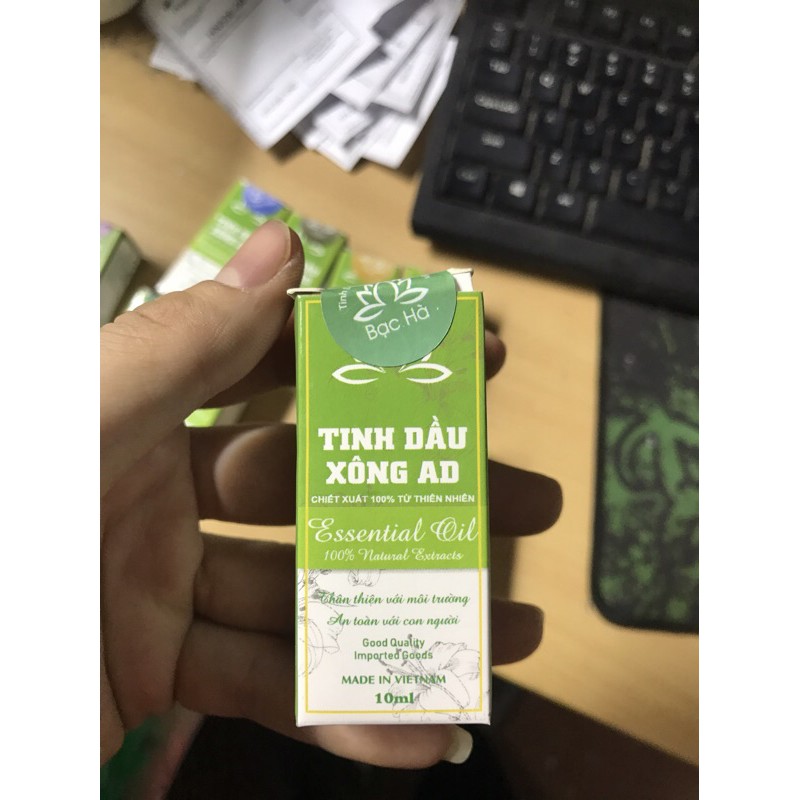 Tinh
Bạc Hà
TINH DẦU
XÔNG AD
CHIẾT XUẤT 100% TỪ THIÊN NHIÊN
Essential Oil
100% Natural Extracts
Thân thiện với môi trường
An toàn với con người
Good Quality
Imported Goods
MADE IN VIETNAM
10ml